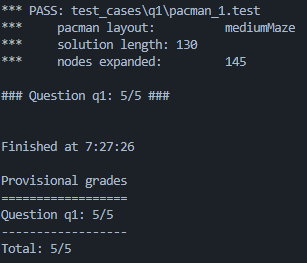 *** PASS: test_cases\q1\pacman_1.test
*** pacman layout: mediumMaze
*** solution length: 130
*** nodes expanded: 145
### Question q1: 5/5 ###
Finished at 7:27:26
Provisional grades
==================
Question q1: 5/5
------------------
Total: 5/5